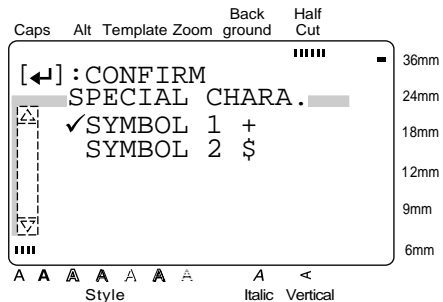 Back Half
Caps Alt Template Zoom ground Cut
[↵]:CONFIRM
SPECIAL CHARA.
✓SYMBOL 1 +
SYMBOL 2 $
36mm
24mm
18mm
12mm
9mm
6mm
A A A A A A A A A
Style Italic Vertical